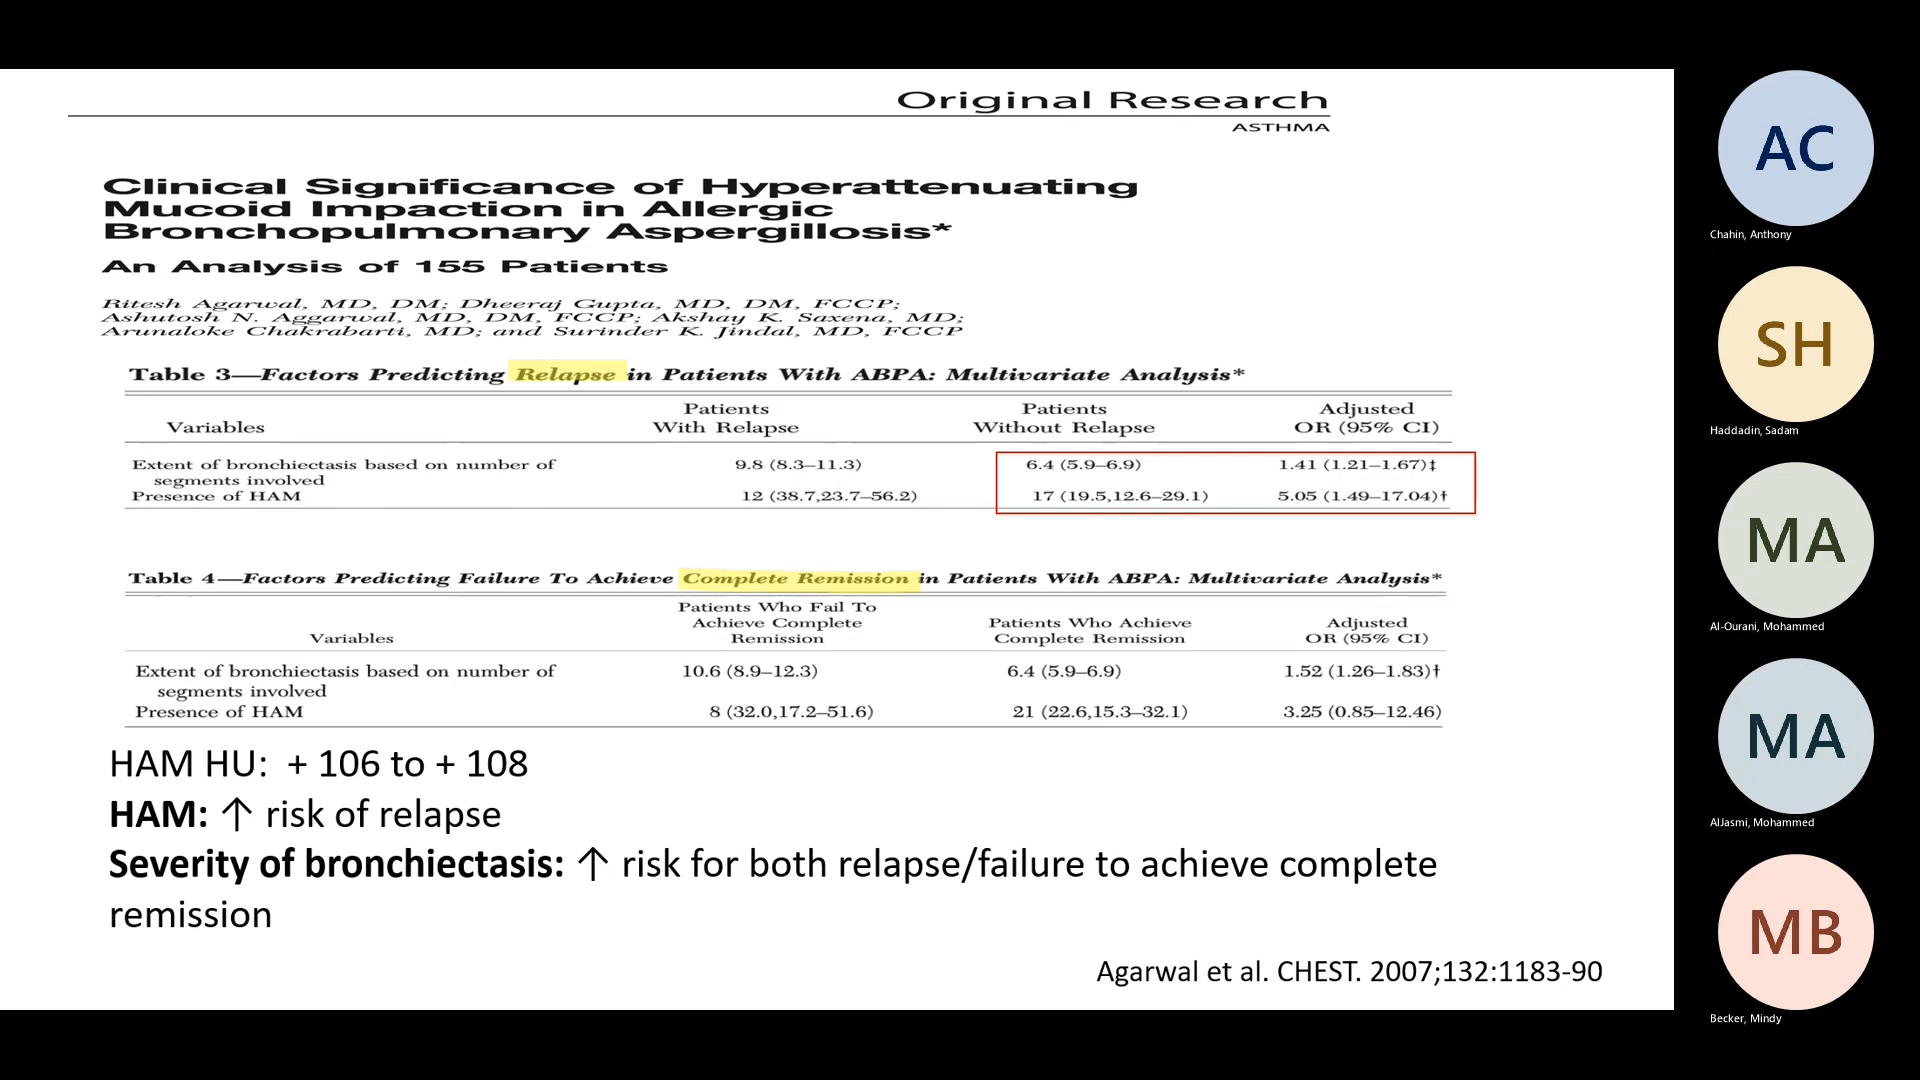 Original Research
ASTHMA
Clinical Significance of Hyperattenuating
Mucoid Impaction in Allergic
Bronchopulmonary Aspergillosis*
An Analysis of 155 Patients
Ritesh Agarwal, MD, DM; Dheeraj Gupta, MD, DM, FCCP;
Ashutosh N. Aggarwal, MD, DM, FCCP; Akshay K. Saxena, MD;
Arunaloke Chakrabarti, MD; and Surinder K. Jindal, MD, FCCP
Table 3—Factors Predicting Relapse in Patients With ABPA: Multivariate Analysis*
Variables
Patients
With Relapse
Patients
Without Relapse
Adjusted
OR (95% CI)
Extent of bronchiectasis based on number of
segments involved
9.8 (8.3–11.3)
6.4 (5.9–6.9)
1.41 (1.21–1.67)‡
Presence of HAM
12 (38.7,23.7–56.2)
17 (19.5,12.6–29.1)
5.05 (1.49–17.04)†
Table 4—Factors Predicting Failure To Achieve Complete Remission in Patients With ABPA: Multivariate Analysis*
Variables
Patients Who Fail To
Achieve Complete
Remission
Patients Who Achieve
Complete Remission
Adjusted
OR (95% CI)
Extent of bronchiectasis based on number of
segments involved
10.6 (8.9–12.3)
6.4 (5.9–6.9)
1.52 (1.26–1.83)†
Presence of HAM
8 (32.0,17.2–51.6)
21 (22.6,15.3–32.1)
3.25 (0.85–12.46)
HAM HU: + 106 to + 108
HAM: ↑ risk of relapse
Severity of bronchiectasis: ↑ risk for both relapse/failure to achieve complete
remission
Agarwal et al. CHEST. 2007;132:1183-90
AC
Chahin, Anthony
SH
Haddadin, Sadam
MA
Al-Ourani, Mohammed
MA
AlJasmi, Mohammed
MB
Becker, Mindy